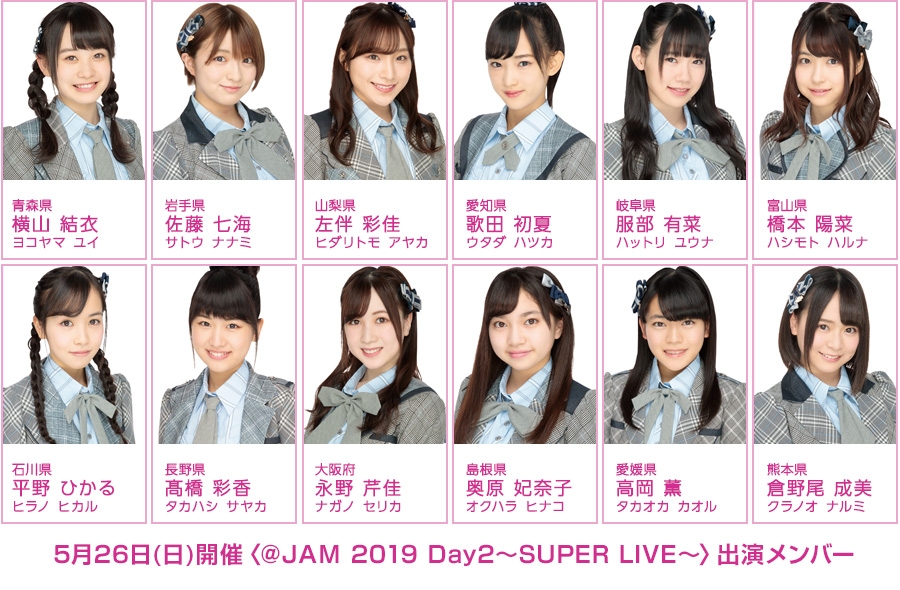 青森県
横山 結衣
ヨコヤマ ユイ
岩手県
佐藤 七海
サトウ ナナミ
山梨県
左伴 彩佳
ヒダリトモ アヤカ
愛知県
歌田 初夏
ウタダ ハツカ
岐阜県
服部 有菜
ハットリ ユウナ
富山県
橋本 陽菜
ハシモト ハルナ
石川県
平野 ひかる
ヒラノ ヒカル
長野県
髙橋 彩香
タカハシ サヤカ
大阪府
永野 芹佳
ナガノ セリカ
島根県
奥原 妃奈子
オクハラ ヒナコ
愛媛県
高岡 薫
タカオカ カオル
熊本県
倉野尾 成美
クラノオ ナルミ
5月26日(日)開催〈@JAM 2019 Day2～SUPER LIVE～〉出演メンバー